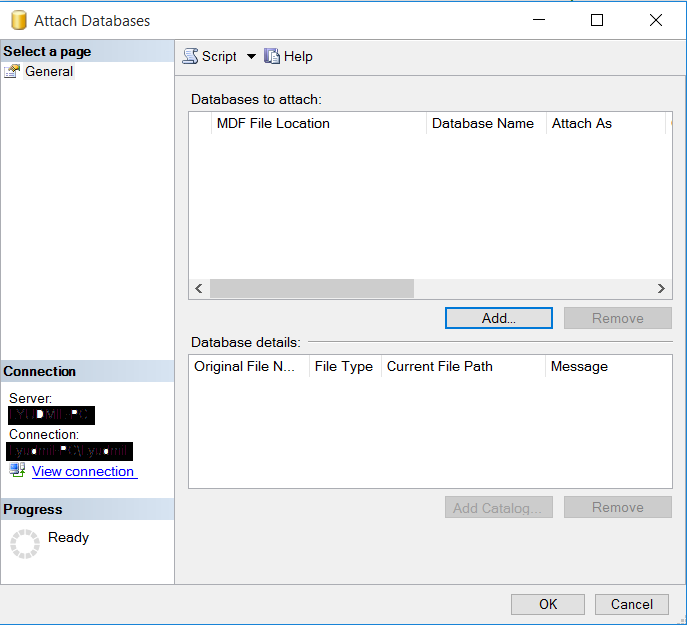 Attach Databases
Select a page
General
Script
Help
Databases to attach:
MDF File Location
Database Name
Attach As
Add...
Remove
Database details:
Original File N...
File Type
Current File Path
Message
Add Catalog...
Remove
Connection
Server:
Connection:
View connection
Progress
Ready
OK
Cancel